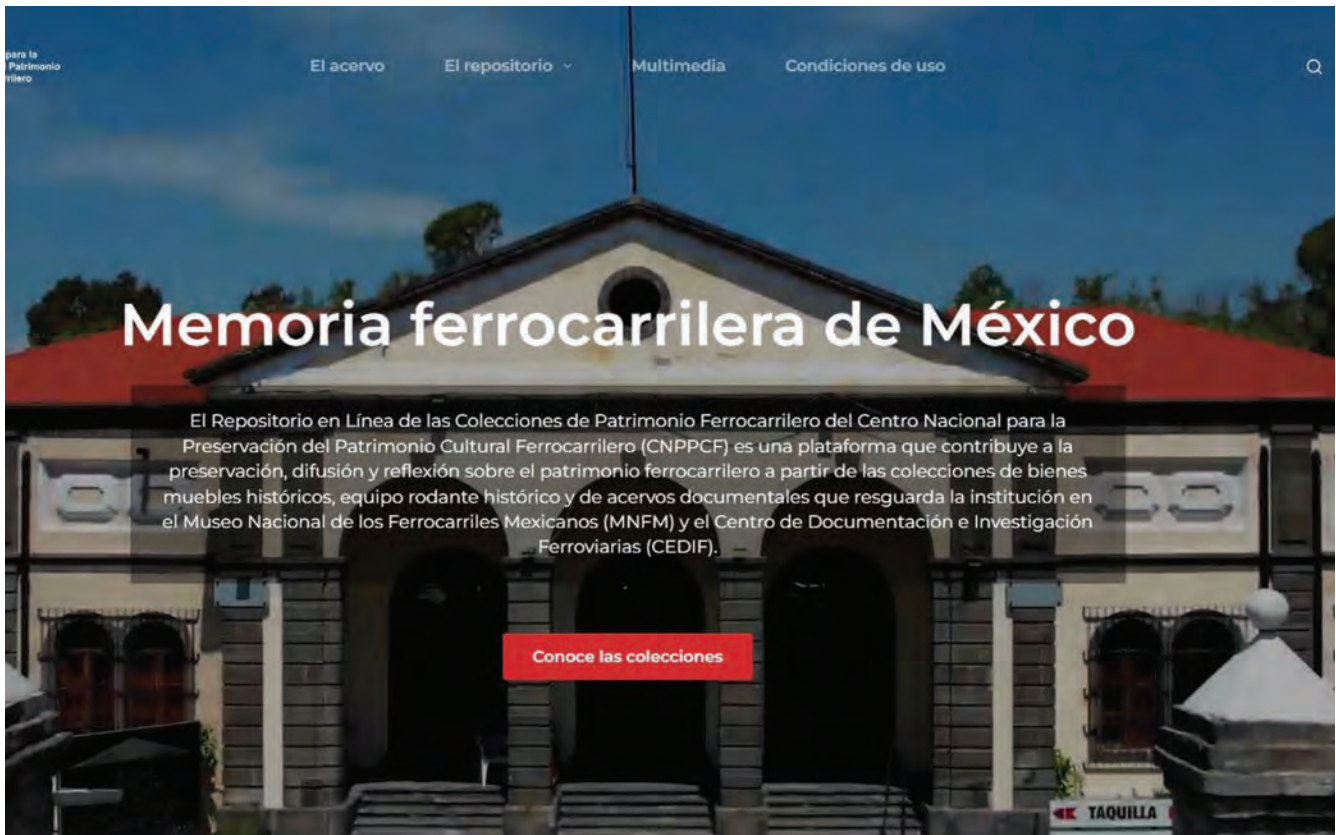 para la
Patrimonio
rrilero
El acervo
El repositorio
Multimedia
Condiciones de uso
Memoria ferrocarrilera de México
El Repositorio en Línea de las Colecciones de Patrimonio Ferrocarrilero del Centro Nacional para la
Preservación del Patrimonio Cultural Ferrocarrilero (CNPPCF) es una plataforma que contribuye a la
preservación, difusión y reflexión sobre el patrimonio ferrocarrilero a partir de las colecciones de bienes
muebles históricos, equipo rodante histórico y de acervos documentales que resguarda la institución en
el Museo Nacional de los Ferrocarriles Mexicanos (MNFM) y el Centro de Documentación e Investigación
Ferroviarias (CEDIF).
Conoce las colecciones
TAQUILLA